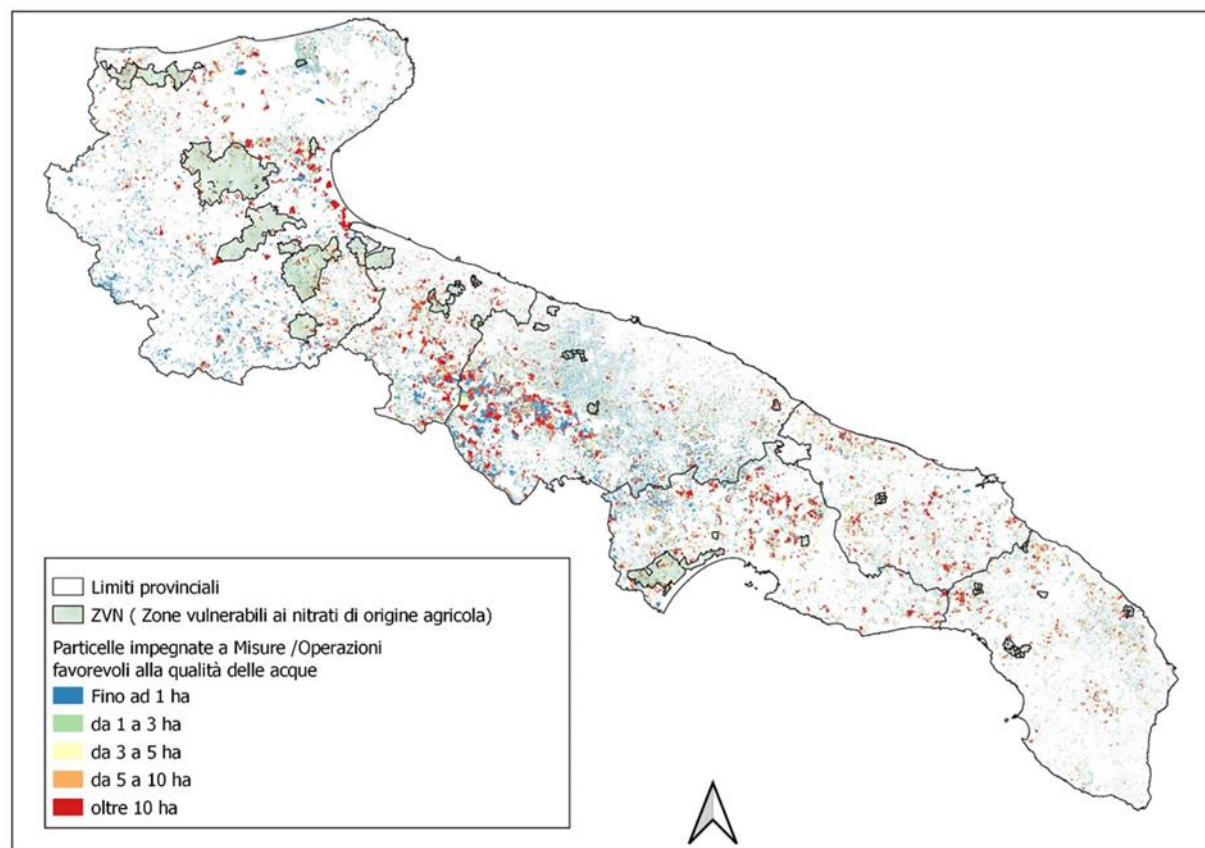 Limiti provinciali
ZVN ( Zone vulnerabili ai nitrati di origine agricola)
Particelle impegnate a Misure /Operazioni
favorevoli alla qualità delle acque
Fino ad 1 ha
da 1 a 3 ha
da 3 a 5 ha
da 5 a 10 ha
oltre 10 ha